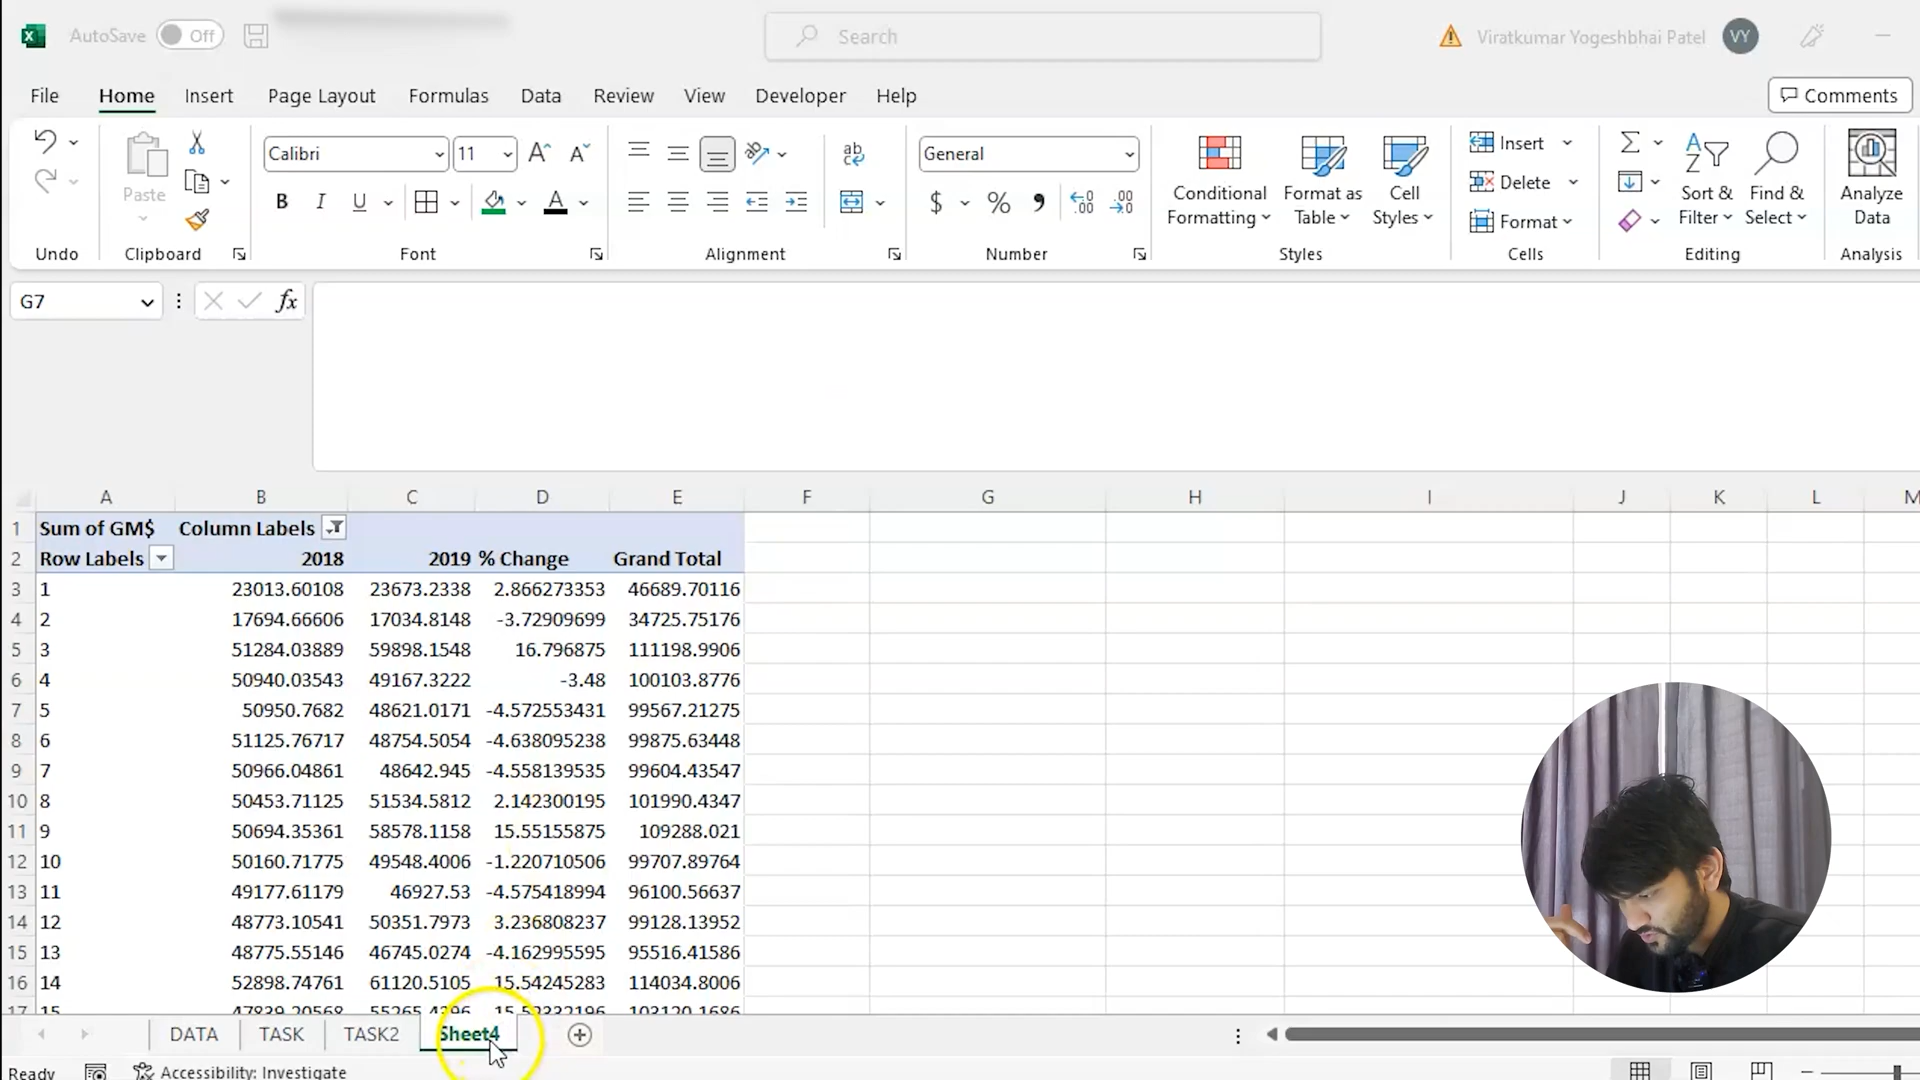 AutoSave Off Search Viratkumar Yogeshbhai Patel VY
File Home Insert Page Layout Formulas Data Review View Developer Help Comments
Calibri 11 General
Paste
Conditional Formatting
Format as Table
Cell Styles
Insert
Delete
Format
Sort & Filter
Find & Select
Analyze Data
Undo Clipboard Font Alignment Number Styles Cells Editing Analysis
G7 fx
A B C D E F G H I J K L M
1 Sum of GM$ Column Labels
2 Row Labels 2018 2019 % Change Grand Total
3 1 23013.60108 23673.2338 2.866273353 46689.70116
4 2 17694.66606 17034.8148 -3.72909699 34725.75176
5 3 51284.03889 59898.1548 16.796875 111198.9906
6 4 50940.03543 49167.3222 -3.48 100103.8776
7 5 50950.7682 48621.0171 -4.572553431 99567.21275
8 6 51125.76717 48754.5054 -4.638095238 99875.63448
9 7 50966.04861 48642.945 -4.558139535 99604.43547
10 8 50453.71125 51534.5812 2.142300195 101990.4347
11 9 50694.35361 58578.1158 15.55155875 109288.021
12 10 50160.71775 49548.4006 -1.220710506 99707.89764
13 11 49177.61179 46927.53 -4.575418994 96100.56637
14 12 48773.10541 50351.7973 3.236808237 99128.13952
15 13 48775.55146 46745.0274 -4.162995595 95516.41586
16 14 52898.74761 61120.5105 15.54245283 114034.8006
17 15
DATA TASK TASK2 Sheet4
Ready Accessibility: Investigate